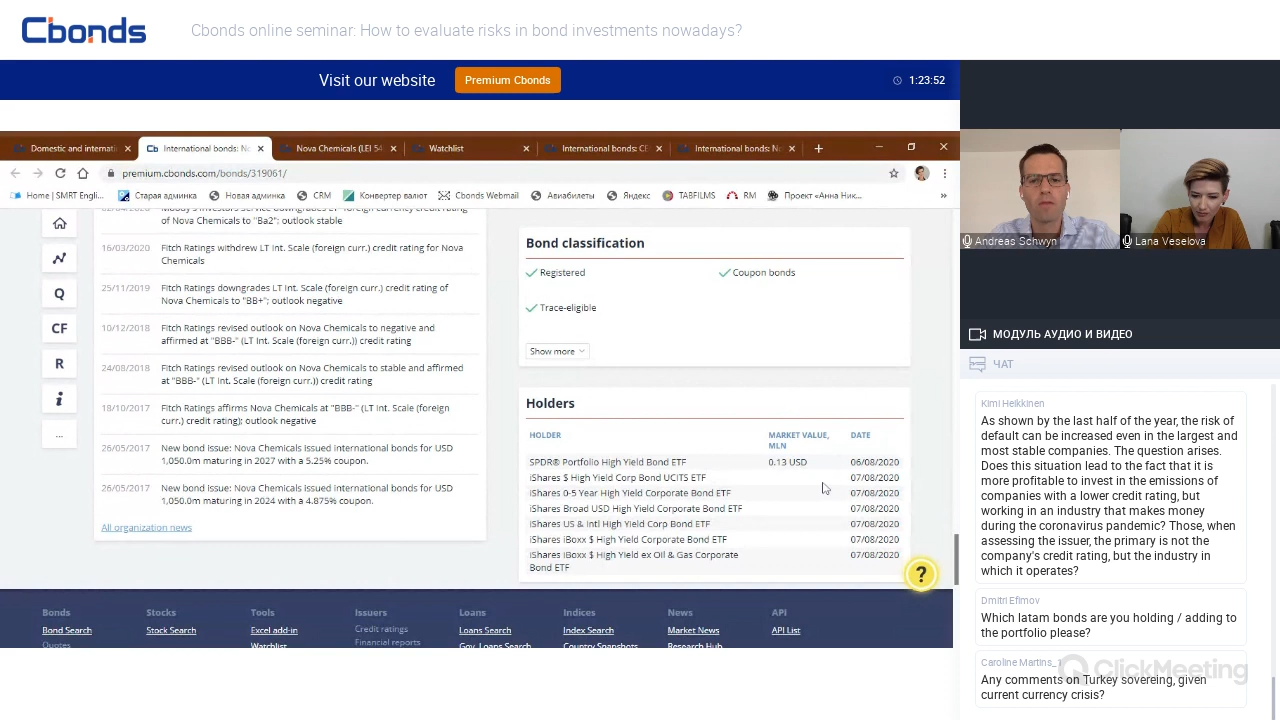 Cbonds
Cbonds online seminar: How to evaluate risks in bond investments nowadays?
Visit our website
Premium Cbonds
1:23:52
Domestic and internati
International bonds: No
Nova Chemicals (LEI 54
Watchlist
International bonds: CE
International bonds: Ne
premium.cbonds.com/bonds/319061/
Home | SMRT Engli...
Старая админка
Новая админка
CRM
Конвертер валют
Cbonds Webmail
Авиабилеты
Яндекс
TABFILMS
RM
Проект «Анна Ник...
»
of Nova Chemicals to "Ba2"; outlook stable
16/03/2020 Fitch Ratings withdrew LT Int. Scale (foreign curr.) credit rating for Nova
Chemicals
25/11/2019 Fitch Ratings downgrades LT Int. Scale (foreign curr.) credit rating of
Nova Chemicals to "BB+"; outlook negative
10/12/2018 Fitch Ratings revised outlook on Nova Chemicals to negative and
affirmed at "BBB-" (LT Int. Scale (foreign curr.)) credit rating
24/08/2018 Fitch Ratings revised outlook on Nova Chemicals to stable and affirmed
at "BBB-" (LT Int. Scale (foreign curr.)) credit rating
18/10/2017 Fitch Ratings affirms Nova Chemicals at "BBB-" (LT Int. Scale (foreign
curr.) credit rating); outlook negative
26/05/2017 New bond issue: Nova Chemicals issued international bonds for USD
1,050.0m maturing in 2027 with a 5.25% coupon.
26/05/2017 New bond issue: Nova Chemicals issued international bonds for USD
1,050.0m maturing in 2024 with a 4.875% coupon.
All organization news
Q
CF
R
i
...
Bond classification
Registered
Coupon bonds
Trace-eligible
Show more
Holders
HOLDER MARKET VALUE, DATE
MLN
SPDR® Portfolio High Yield Bond ETF 0.13 USD 06/08/2020
iShares $ High Yield Corp Bond UCITS ETF 07/08/2020
iShares 0-5 Year High Yield Corporate Bond ETF 07/08/2020
iShares Broad USD High Yield Corporate Bond ETF 07/08/2020
iShares US & Intl High Yield Corp Bond ETF 07/08/2020
iShares iBoxx $ High Yield Corporate Bond ETF 07/08/2020
iShares iBoxx $ High Yield ex Oil & Gas Corporate 07/08/2020
Bond ETF
?
Bonds Stocks Tools Issuers Loans Indices News API
Bond Search Stock Search Excel add-in Credit ratings Loans Search Index Search Market News API List
Quotes Watchlist Financial reports Gov. Loans Search Country Snapshots Research Hub
Andreas Schwyn
Lana Veselova
МОДУЛЬ АУДИО И ВИДЕО
ЧАТ
Kimi Heikkinen
As shown by the last half of the year, the risk of
default can be increased even in the largest and
most stable companies. The question arises.
Does this situation lead to the fact that it is
more profitable to invest in the emissions of
companies with a lower credit rating, but
working in an industry that makes money
during the coronavirus pandemic? Those, when
assessing the issuer, the primary is not the
company's credit rating, but the industry in
which it operates?
Dmitri Efimov
Which latam bonds are you holding / adding to
the portfolio please?
Caroline Martins_
Any comments on Turkey sovereing, given
current currency crisis?
ClickMeeting